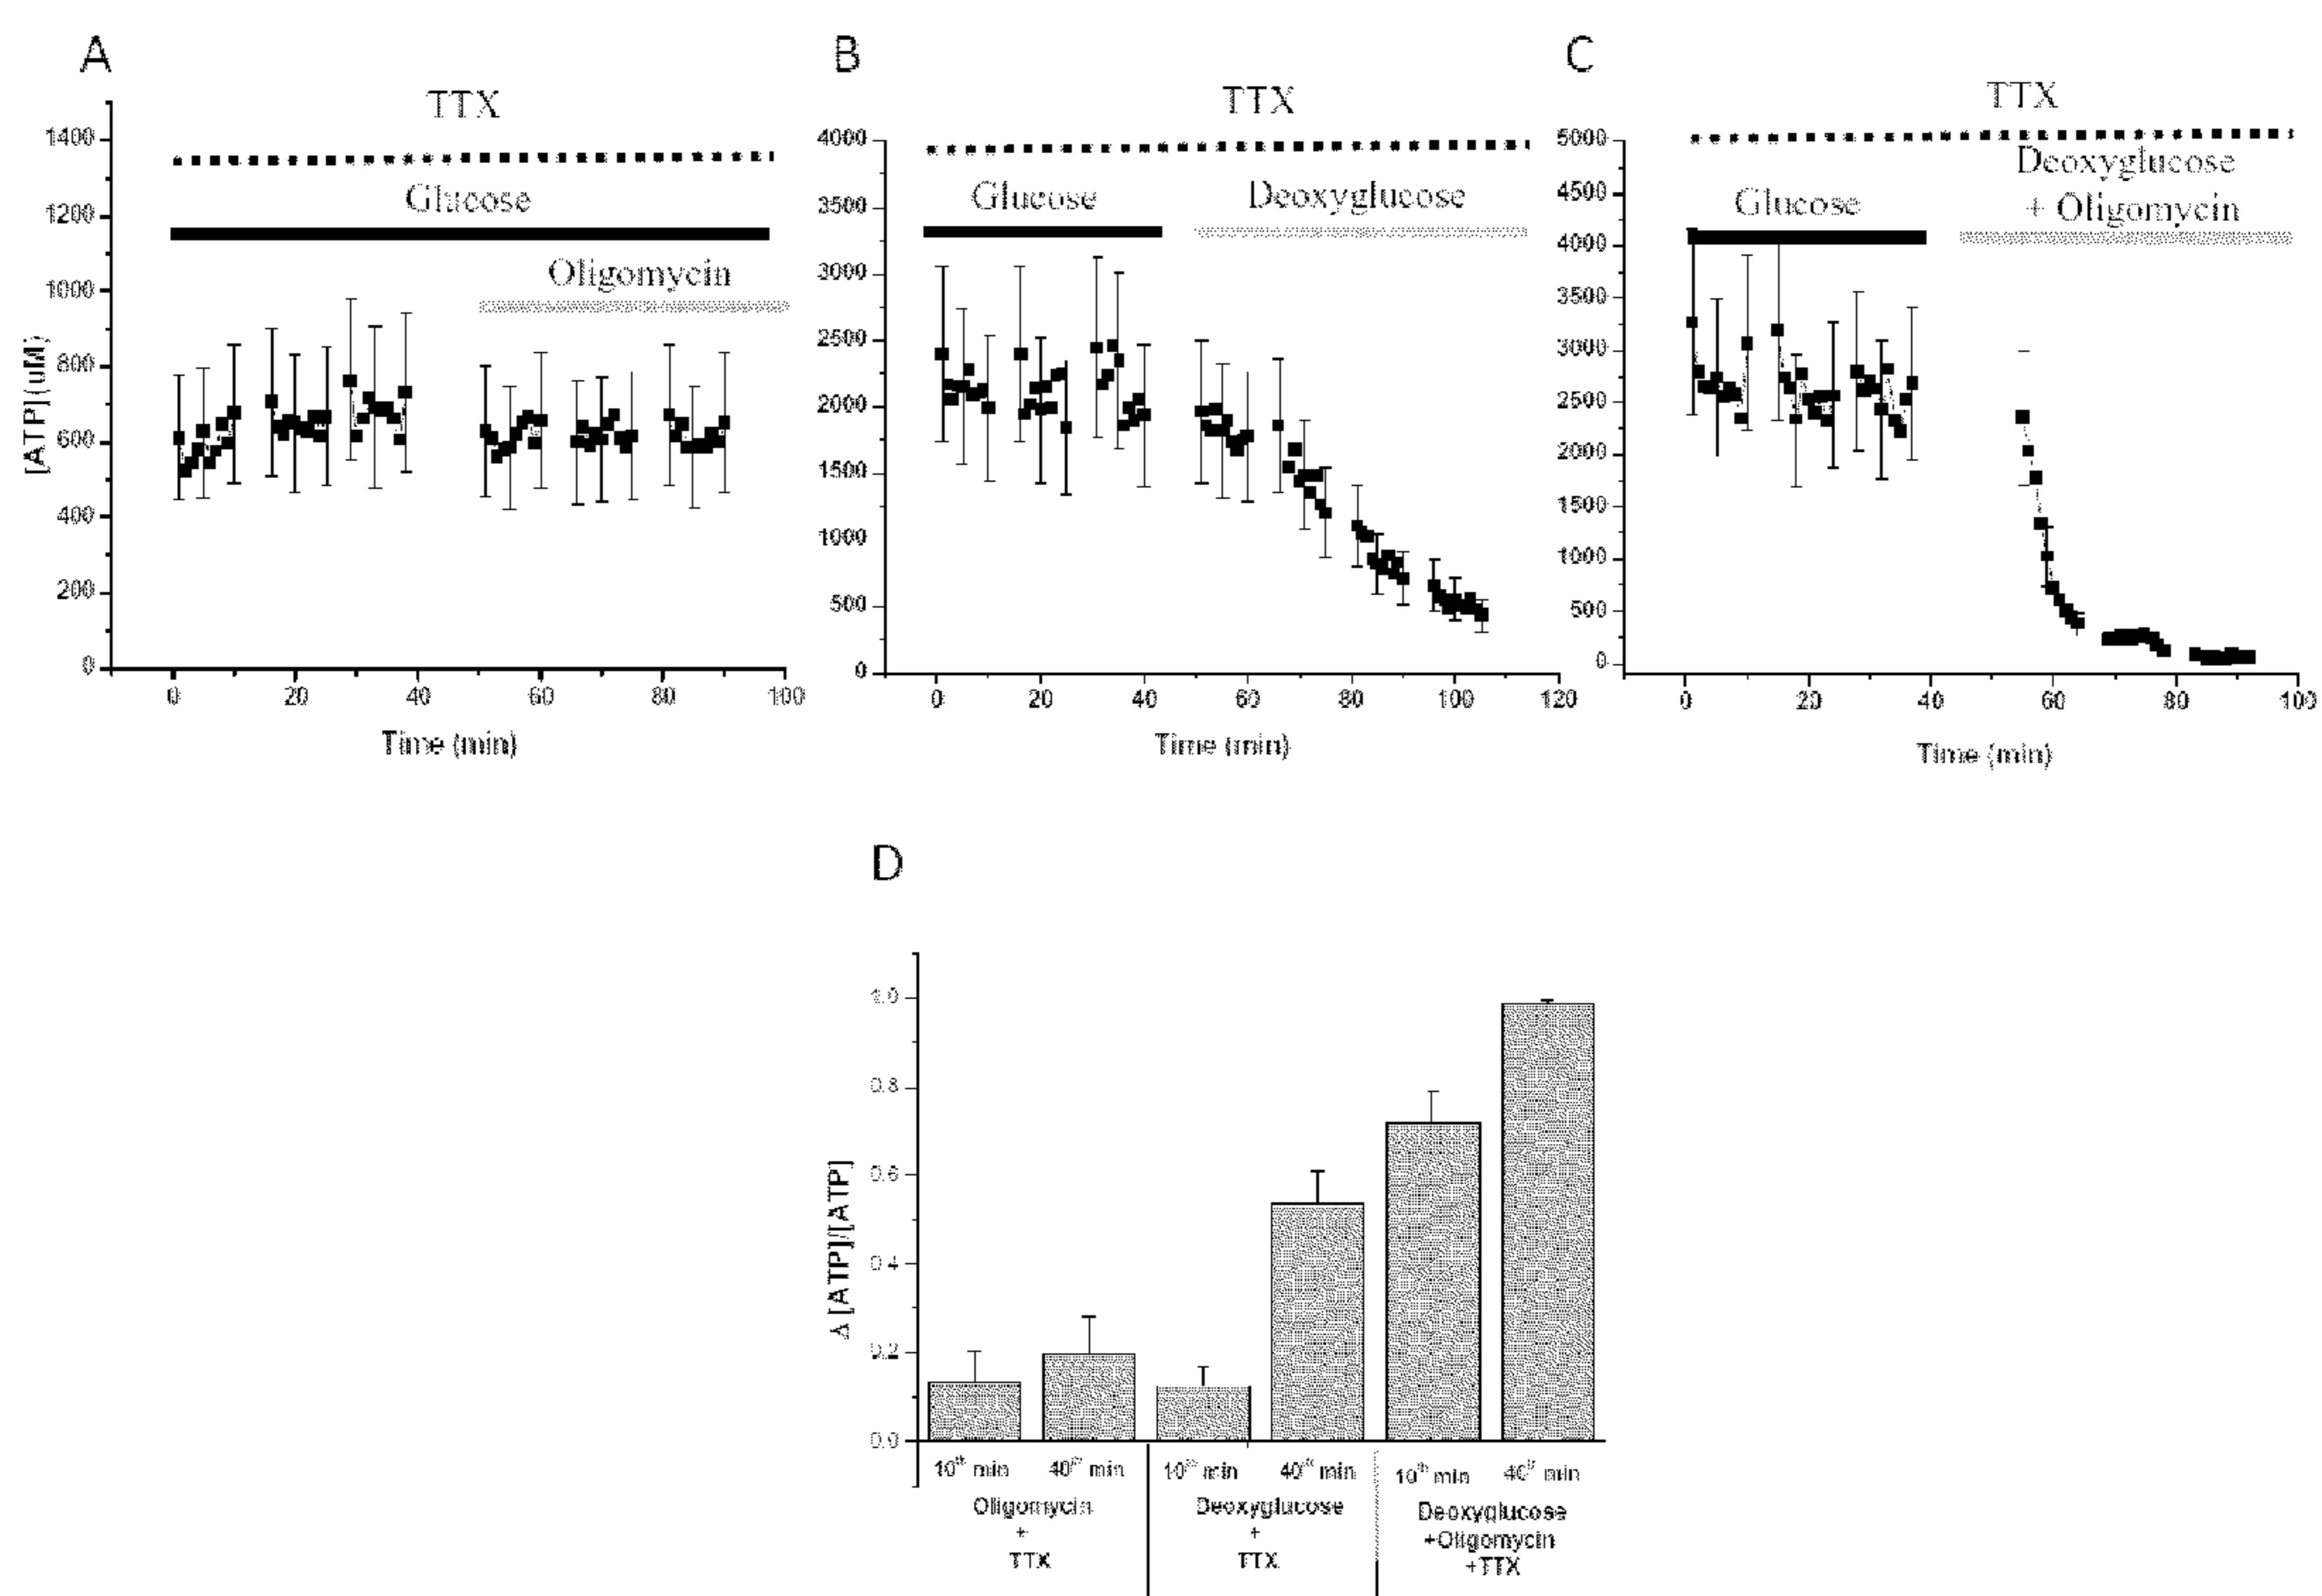 A
TTX
Glucose
Oligomycin
[ATP] (uM)
1400
1200
1000
800
600
400
200
0
0 20 40 60 80 100
Time (min)
B
TTX
Glucose Deoxyglucose
4000
3500
3000
2500
2000
1500
1000
500
0
0 20 40 60 80 100 120
Time (min)
C
TTX
Deoxyglucose
Glucose + Oligomycin
5000
4500
4000
3500
3000
2500
2000
1500
1000
500
0
0 20 40 60 80 100
Time (min)
D
Δ [ATP]/[ATP]
1.0
0.8
0.6
0.4
0.2
0.0
10th min 40th min 10th min 40th min 10th min 40th min
Oligomycin
+
TTX
Deoxyglucose
+
TTX
Deoxyglucose
+Oligomycin
+TTX